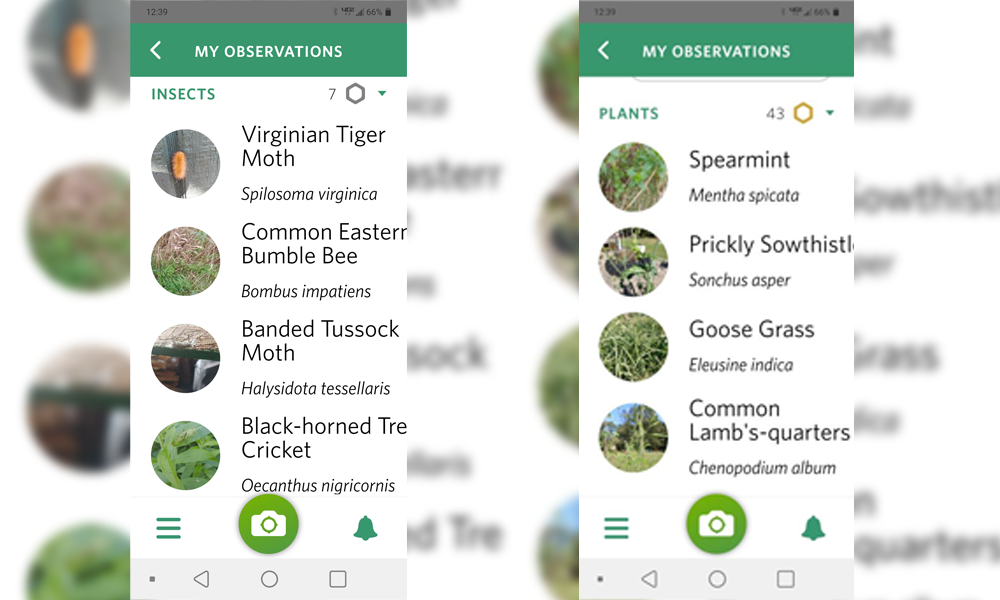 12:39
66%
MY OBSERVATIONS
INSECTS
7
Virginian Tiger
Moth
Spilosoma virginica
Common Eastern
Bumble Bee
Bombus impatiens
Banded Tussock
Moth
Halysidota tessellaris
Black-horned Tre
Cricket
Oecanthus nigricornis
12:39
66%
MY OBSERVATIONS
PLANTS
43
Spearmint
Mentha spicata
Prickly Sowthistl
Sonchus asper
Goose Grass
Eleusine indica
Common
Lamb's-quarters
Chenopodium album